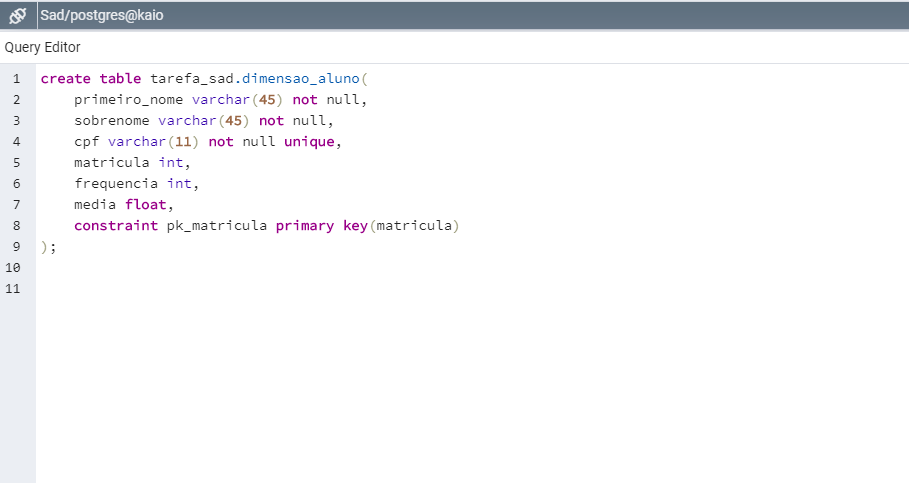 Sad/postgres@kaio
Query Editor
1 create table tarefa_sad.dimensao_aluno(
2 primeiro_nome varchar(45) not null,
3 sobrenome varchar(45) not null,
4 cpf varchar(11) not null unique,
5 matricula int,
6 frequencia int,
7 media float,
8 constraint pk_matricula primary key(matricula)
9 );
10
11